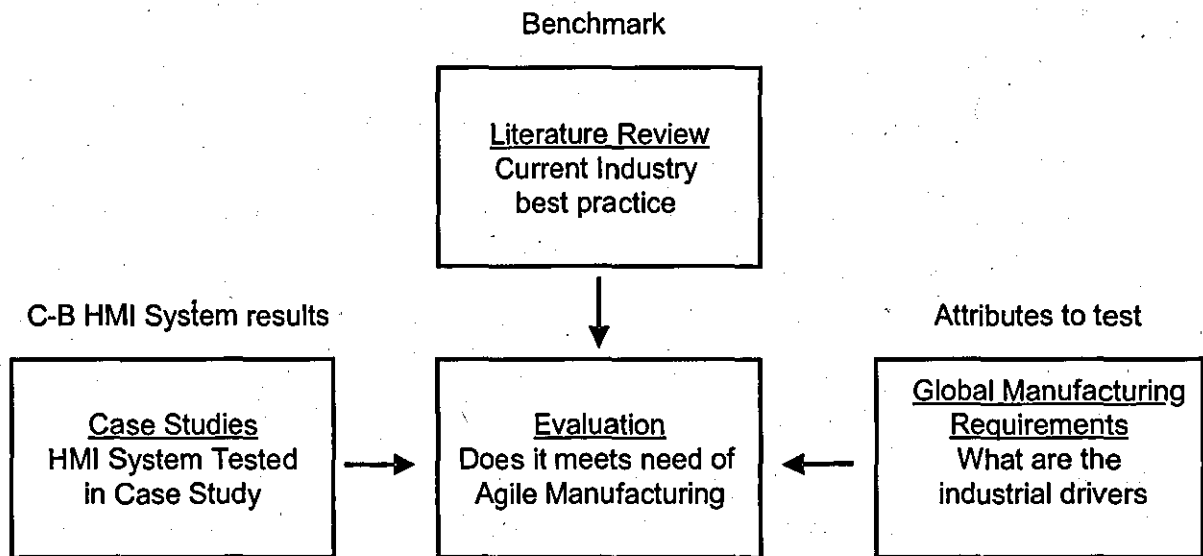 Benchmark
Literature Review
Current Industry
best practice
C-B HMI System results
Attributes to test
Case Studies
HMI System Tested
in Case Study
Evaluation
Does it meets need of
Agile Manufacturing
Global Manufacturing
Requirements
What are the
industrial drivers